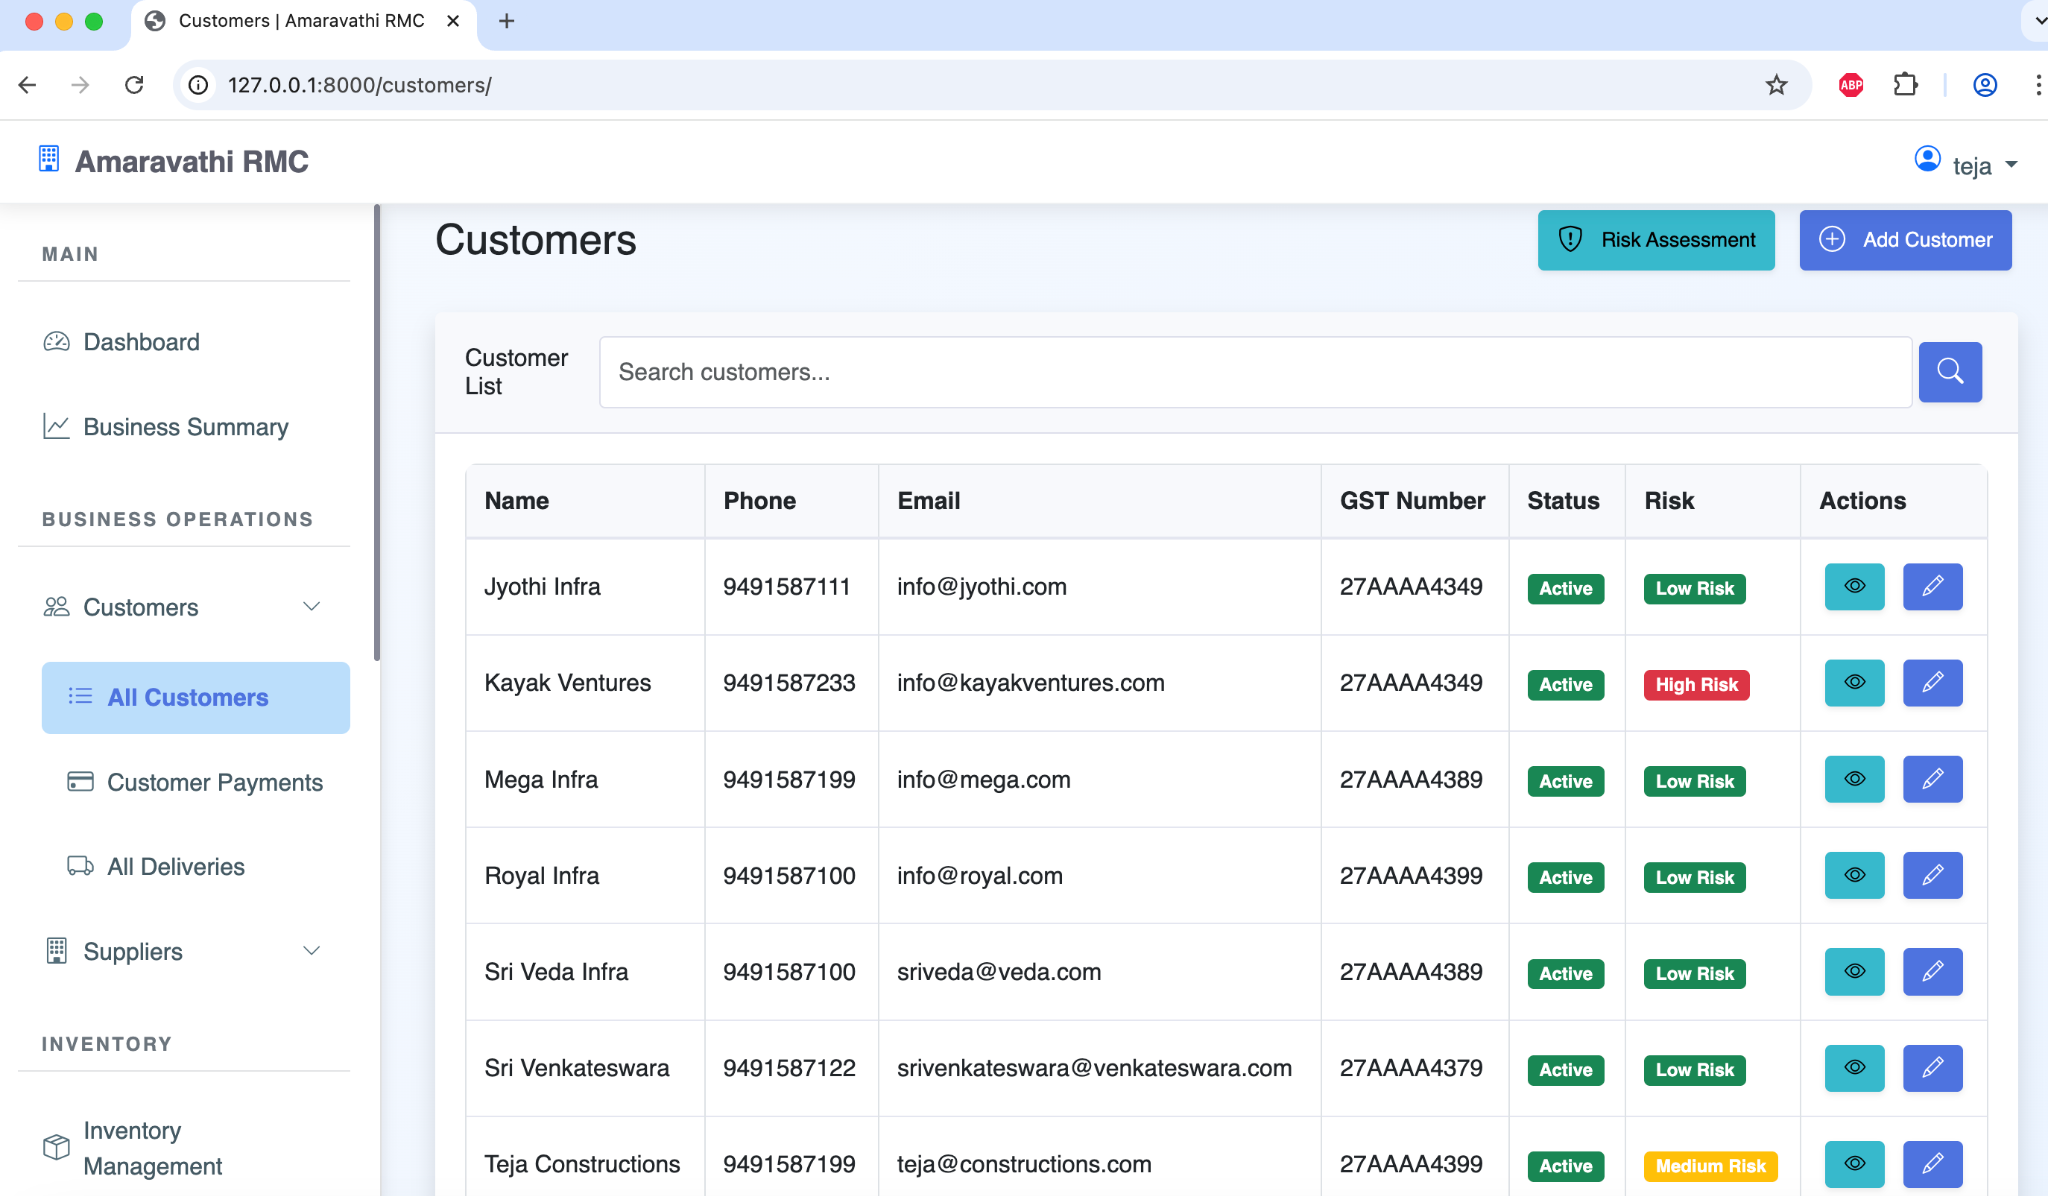 Customers | Amaravathi RMC
127.0.0.1:8000/customers/
ABP
Amaravathi RMC
teja
MAIN
Dashboard
Business Summary
BUSINESS OPERATIONS
Customers
All Customers
Customer Payments
All Deliveries
Suppliers
INVENTORY
Inventory
Management
Customers
Risk Assessment
Add Customer
Customer
List
Search customers...
Name Phone Email GST Number Status Risk Actions
Jyothi Infra 9491587111 info@jyothi.com 27AAAA4349 Active Low Risk
Kayak Ventures 9491587233 info@kayakventures.com 27AAAA4349 Active High Risk
Mega Infra 9491587199 info@mega.com 27AAAA4389 Active Low Risk
Royal Infra 9491587100 info@royal.com 27AAAA4399 Active Low Risk
Sri Veda Infra 9491587100 sriveda@veda.com 27AAAA4389 Active Low Risk
Sri Venkateswara 9491587122 srivenkateswara@venkateswara.com 27AAAA4379 Active Low Risk
Teja Constructions 9491587199 teja@constructions.com 27AAAA4399 Active Medium Risk